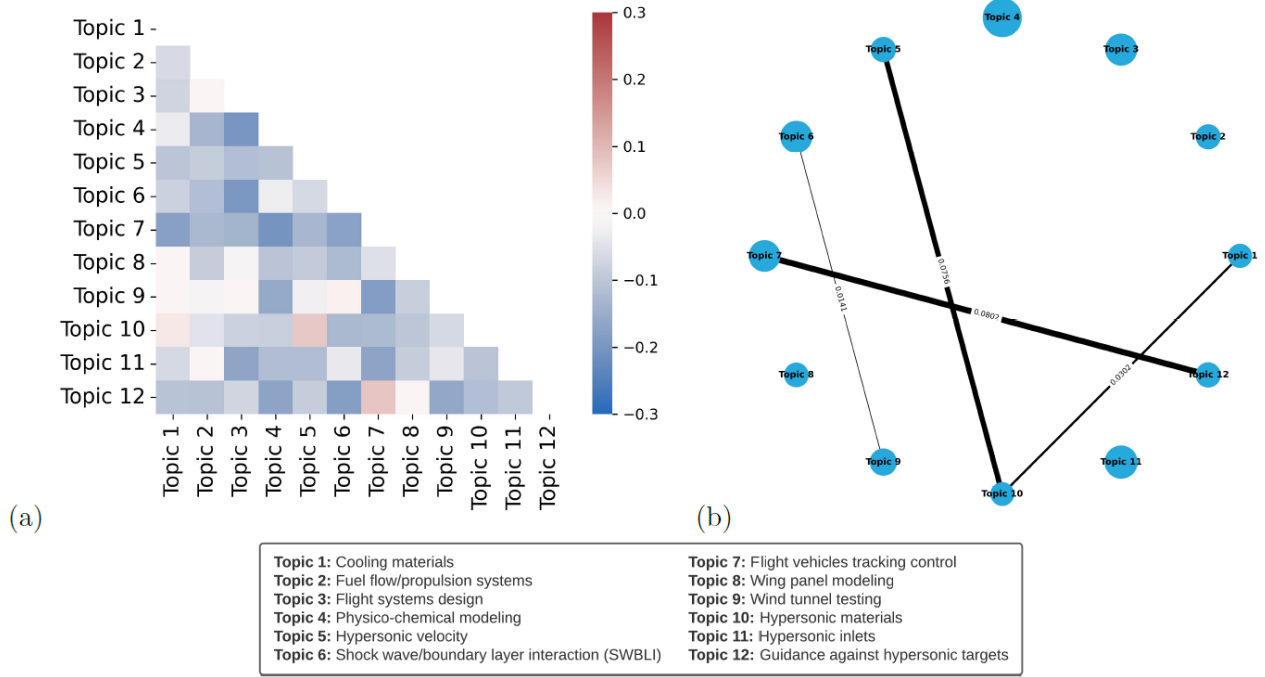 Topic 1
Topic 2
Topic 3
Topic 4
Topic 5
Topic 6
Topic 7
Topic 8
Topic 9
Topic 10
Topic 11
Topic 12
Topic 1
Topic 2
Topic 3
Topic 4
Topic 5
Topic 6
Topic 7
Topic 8
Topic 9
Topic 10
Topic 11
Topic 12
0.3
0.2
0.1
0.0
−0.1
−0.2
−0.3
(a)
Topic 4
Topic 5
Topic 3
Topic 6
Topic 2
Topic 7
Topic 1
0.0756
0.0141
0.0802
0.0302
Topic 8
Topic 12
Topic 9
Topic 11
Topic 10
(b)
Topic 1: Cooling materials
Topic 2: Fuel flow/propulsion systems
Topic 3: Flight systems design
Topic 4: Physico-chemical modeling
Topic 5: Hypersonic velocity
Topic 6: Shock wave/boundary layer interaction (SWBLI)
Topic 7: Flight vehicles tracking control
Topic 8: Wing panel modeling
Topic 9: Wind tunnel testing
Topic 10: Hypersonic materials
Topic 11: Hypersonic inlets
Topic 12: Guidance against hypersonic targets